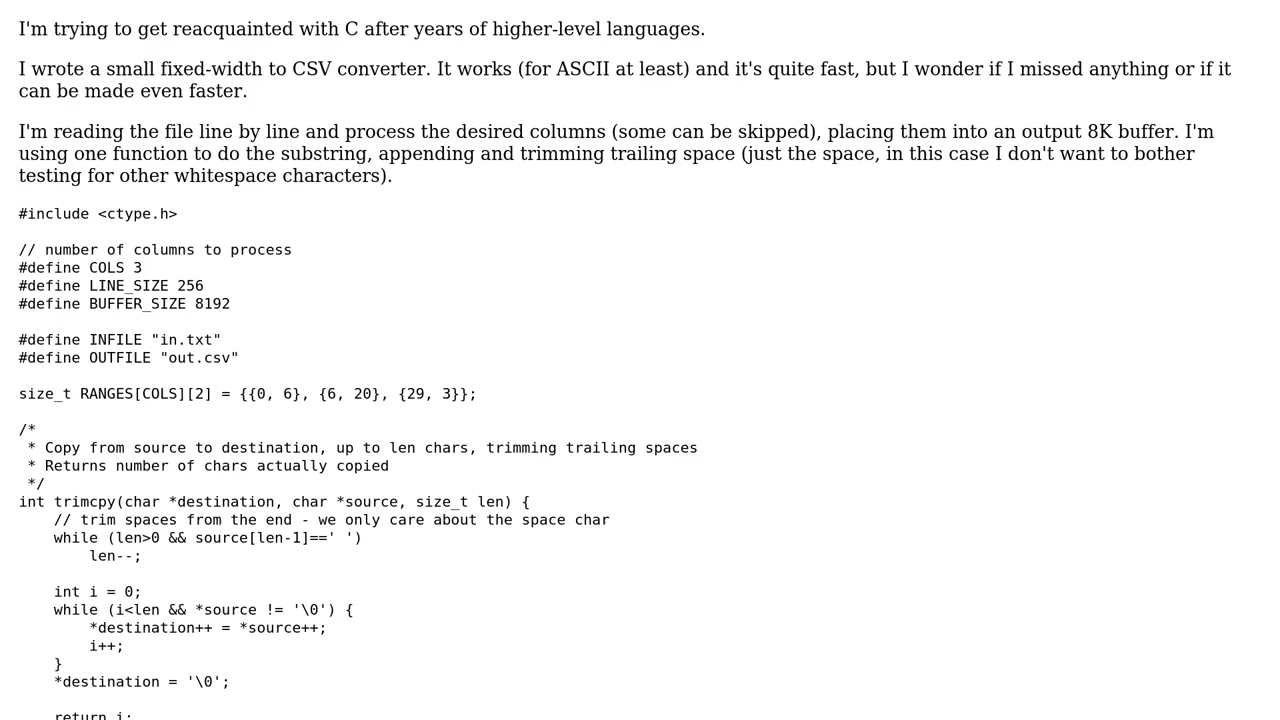 I'm trying to get reacquainted with C after years of higher-level languages.
I wrote a small fixed-width to CSV converter. It works (for ASCII at least) and it's quite fast, but I wonder if I missed anything or if it
can be made even faster.
I'm reading the file line by line and process the desired columns (some can be skipped), placing them into an output 8K buffer. I'm
using one function to do the substring, appending and trimming trailing space (just the space, in this case I don't want to bother
testing for other whitespace characters).
#include <ctype.h>
// number of columns to process
#define COLS 3
#define LINE_SIZE 256
#define BUFFER_SIZE 8192
#define INFILE "in.txt"
#define OUTFILE "out.csv"
size_t RANGES[COLS][2] = {{0, 6}, {6, 20}, {29, 3}};
/*
 * Copy from source to destination, up to len chars, trimming trailing spaces
 * Returns number of chars actually copied
 */
int trimcpy(char *destination, char *source, size_t len) {
    // trim spaces from the end - we only care about the space char
    while (len>0 && source[len-1]==' ')
        len--;
    int i = 0;
    while (i<len && *source != '\0') {
        *destination++ = *source++;
        i++;
    }
    *destination = '\0';
    return i;